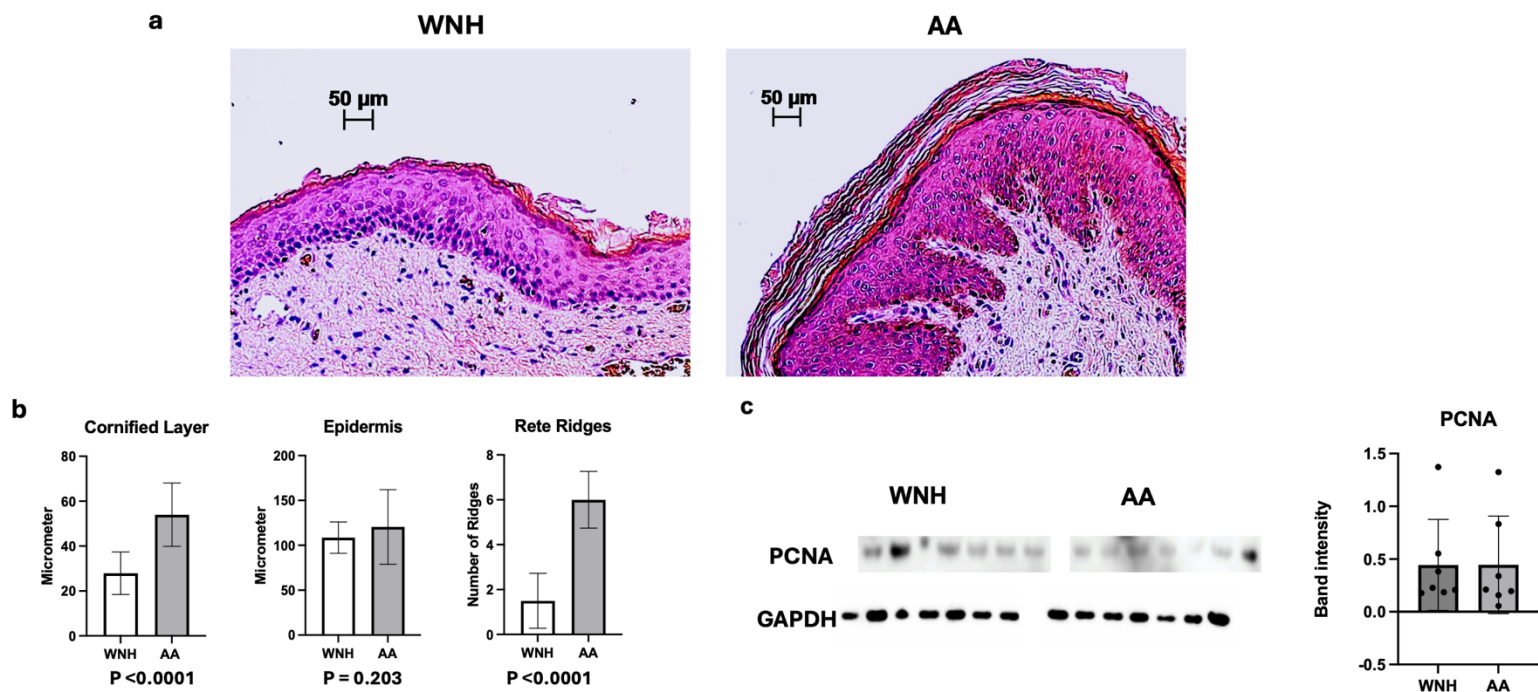 a
WNH
AA
50 µm
50 µm
b
Cornified Layer
Micrometer
80
60
40
20
0
WNH
AA
P <0.0001
Epidermis
Micrometer
200
150
100
50
0
WNH
AA
P = 0.203
Rete Ridges
Number of Ridges
8
6
4
2
0
WNH
AA
P <0.0001
c
WNH
AA
PCNA
GAPDH
PCNA
Band intensity
1.5
1.0
0.5
0.0
-0.5
WNH
AA